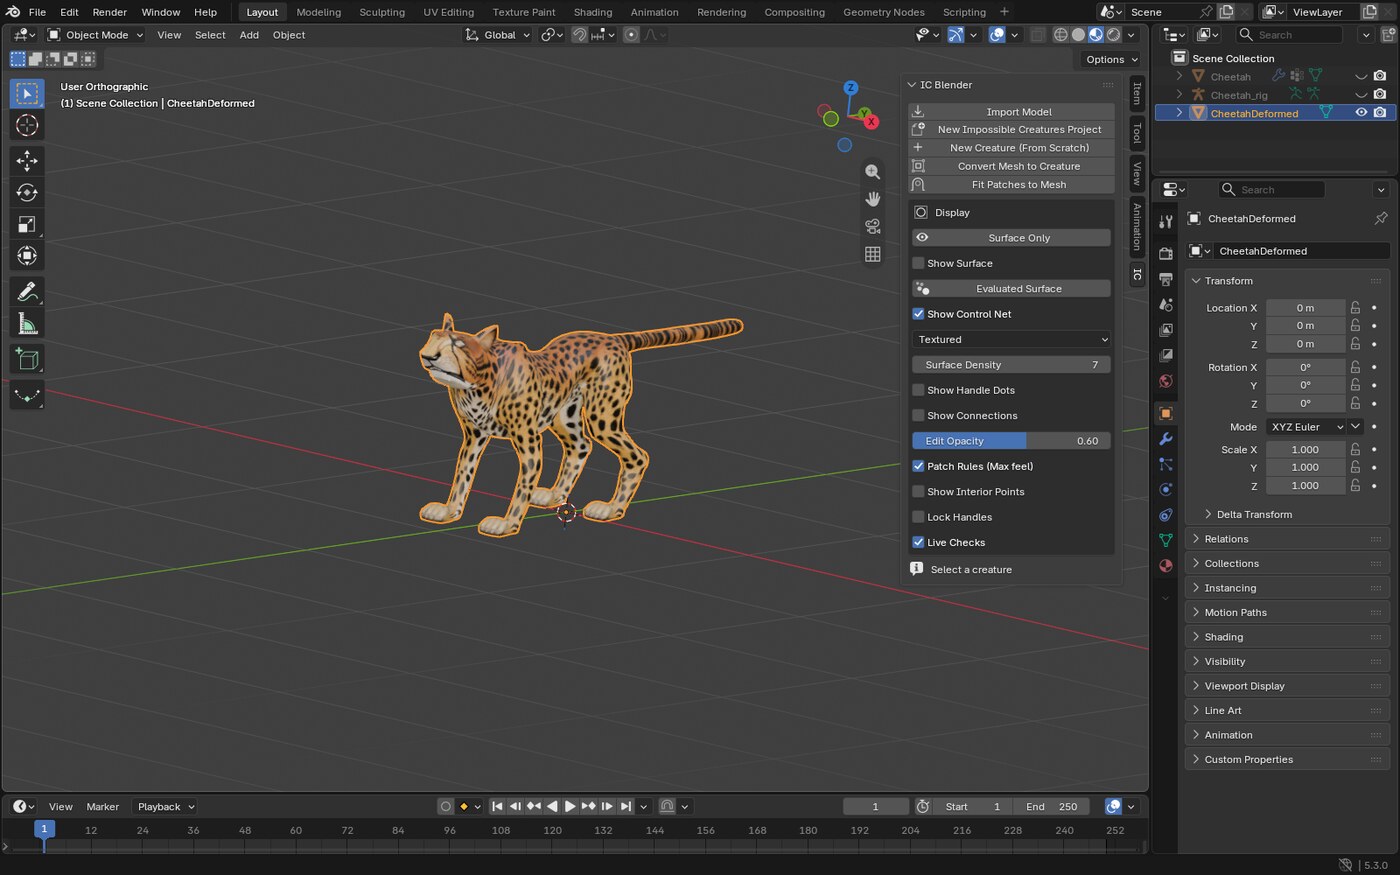 File Edit Render Window Help Layout Modeling Sculpting UV Editing Texture Paint Shading Animation Rendering Compositing Geometry Nodes Scripting + Scene ViewLayer
Object Mode View Select Add Object Global Search
Options
User Orthographic
(1) Scene Collection | CheetahDeformed
Z
Y
X
IC Blender
Import Model
New Impossible Creatures Project
New Creature (From Scratch)
Convert Mesh to Creature
Fit Patches to Mesh
Display
Surface Only
Show Surface
Evaluated Surface
Show Control Net
Textured
Surface Density 7
Show Handle Dots
Show Connections
Edit Opacity 0.60
Patch Rules (Max feel)
Show Interior Points
Lock Handles
Live Checks
Select a creature
Item
Tool
View
Animation
IC
Scene Collection
Cheetah
Cheetah_rig
CheetahDeformed
Search
CheetahDeformed
CheetahDeformed
Transform
Location X 0 m
Y 0 m
Z 0 m
Rotation X 0°
Y 0°
Z 0°
Mode XYZ Euler
Scale X 1.000
Y 1.000
Z 1.000
Delta Transform
Relations
Collections
Instancing
Motion Paths
Shading
Visibility
Viewport Display
Line Art
Animation
Custom Properties
View Marker Playback 1 Start 1 End 250
1 12 24 36 48 60 72 84 96 108 120 132 144 156 168 180 192 204 216 228 240 252
5.3.0